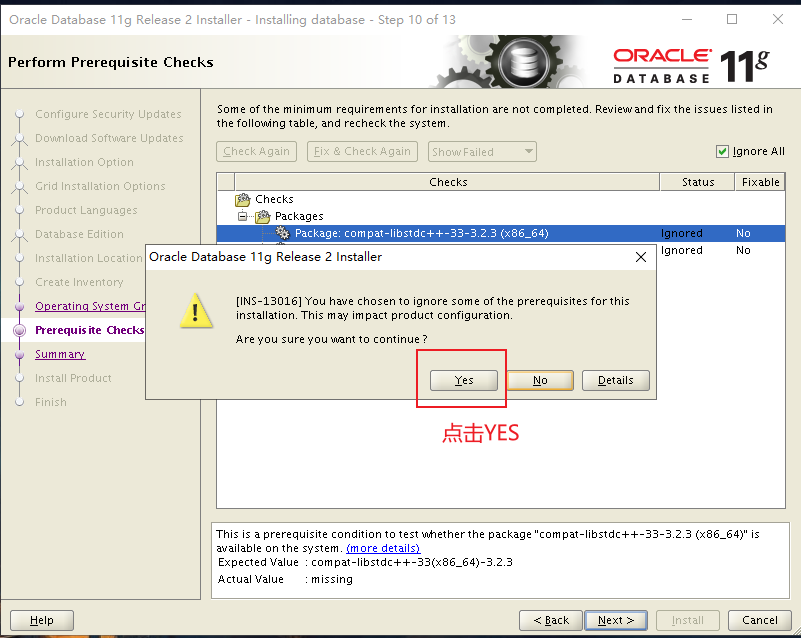 Oracle Database 11g Release 2 Installer - Installing database - Step 10 of 13
Perform Prerequisite Checks
ORACLE
DATABASE
11g
Configure Security Updates
Download Software Updates
Installation Option
Grid Installation Options
Product Languages
Database Edition
Installation Location
Create Inventory
Operating System Gr
Prerequisite Checks
Summary
Install Product
Finish
Some of the minimum requirements for installation are not completed. Review and fix the issues listed in
the following table, and recheck the system.
Check Again
Fix & Check Again
Show Failed
Ignore All
Checks
Status
Fixable
Checks
Packages
Package: compat-libstdc++-33-3.2.3 (x86_64)
Ignored
No
Ignored
No
Oracle Database 11g Release 2 Installer
[INS-13016] You have chosen to ignore some of the prerequisites for this
installation. This may impact product configuration.
Are you sure you want to continue?
Yes
No
Details
点击YES
This is a prerequisite condition to test whether the package "compat-libstdc++-33-3.2.3 (x86_64)" is
available on the system. (more details)
Expected Value : compat-libstdc++-33(x86_64)-3.2.3
Actual Value : missing
Help
< Back
Next >
Install
Cancel